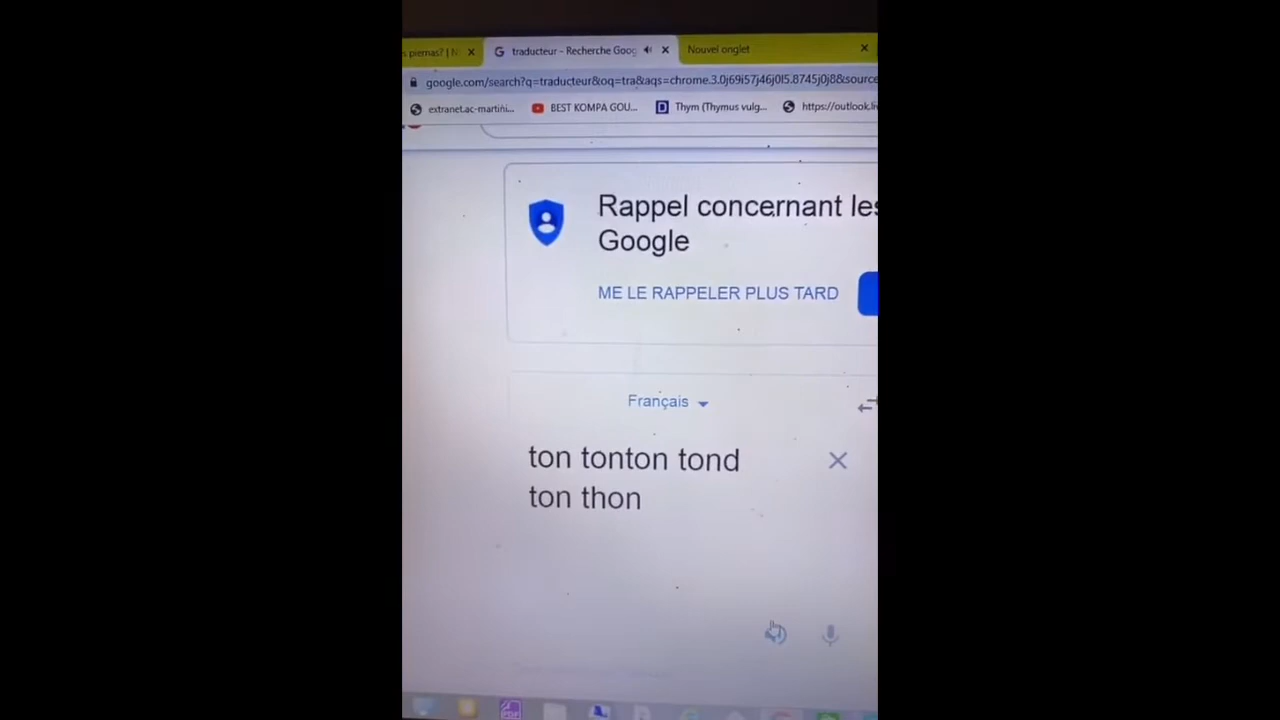 traducteur - Recherche Goog
Nouvel onglet
google.com/search?q=traducteur&oq=tra&aqs=chrome.3.0j69i57j46j0l5.8745j0j8&source
extranet.ac-martini...
BEST KOMPA GOU...
Thym (Thymus vulg...
https://outlook.li
Rappel concernant les
Google
ME LE RAPPELER PLUS TARD
Français
ton tonton tond
ton thon
PDF